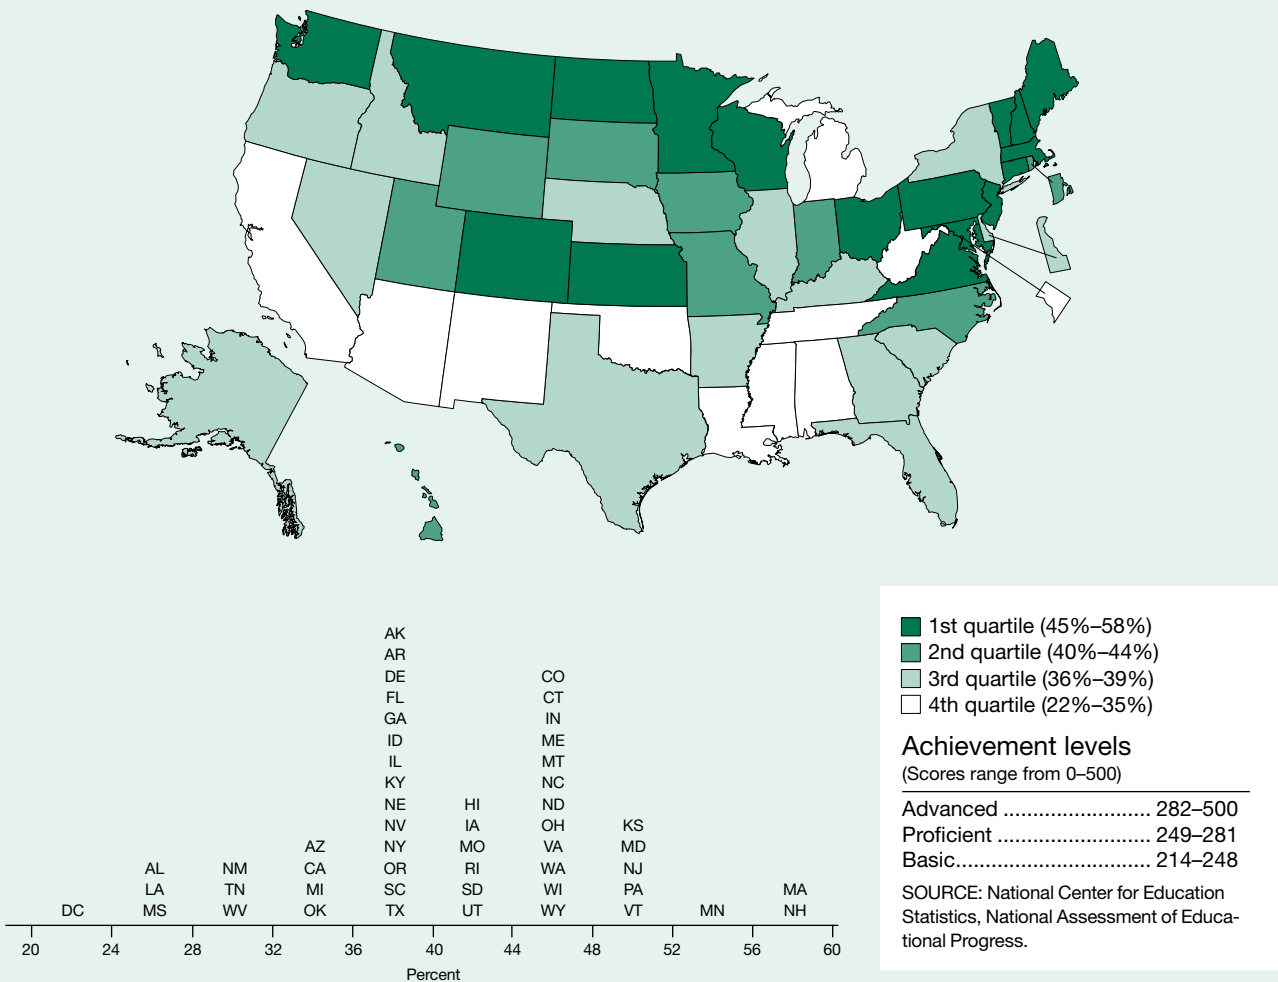 AK
AR
DE CO
FL CT
GA IN
ID ME
IL MT
KY NC
NE HI ND
NV IA OH KS
AZ NY MO VA MD
AL NM CA OR RI WA NJ
LA TN MI SC SD WI PA MA
DC MS WV OK TX UT WY VT MN NH
20 24 28 32 36 40 44 48 52 56 60
Percent
1st quartile (45%–58%)
2nd quartile (40%–44%)
3rd quartile (36%–39%)
4th quartile (22%–35%)
Achievement levels
(Scores range from 0–500)
Advanced ......................... 282–500
Proficient .......................... 249–281
Basic................................. 214–248
SOURCE: National Center for Education
Statistics, National Assessment of Educa-
tional Progress.